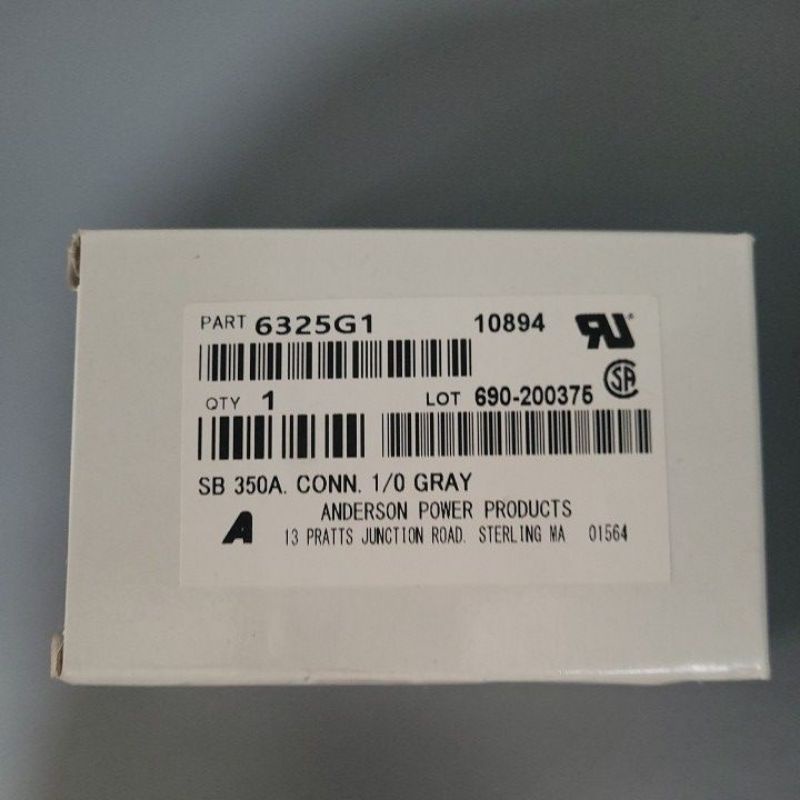 PART 6325G1 10894
QTY 1 LOT 690-200375
SB 350A. CONN. 1/0 GRAY
ANDERSON POWER PRODUCTS
13 PRATTS JUNCTION ROAD. STERLING MA 01564